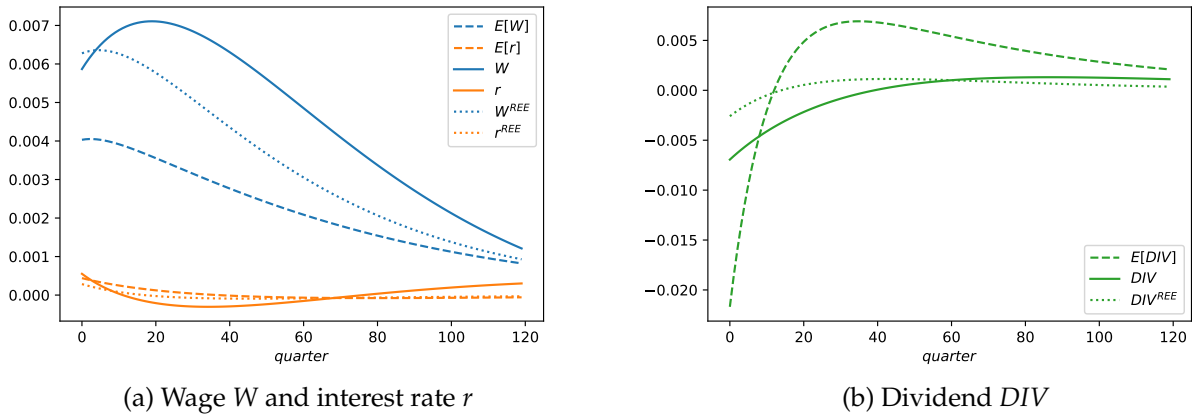 0.007
0.006
0.005
0.004
0.003
0.002
0.001
0.000
0 20 40 60 80 100 120
quarter
E[W]
E[r]
W
r
W^{REE}
r^{REE}
(a) Wage W and interest rate r
0.005
0.000
−0.005
−0.010
−0.015
−0.020
0 20 40 60 80 100 120
quarter
E[DIV]
DIV
DIV^{REE}
(b) Dividend DIV